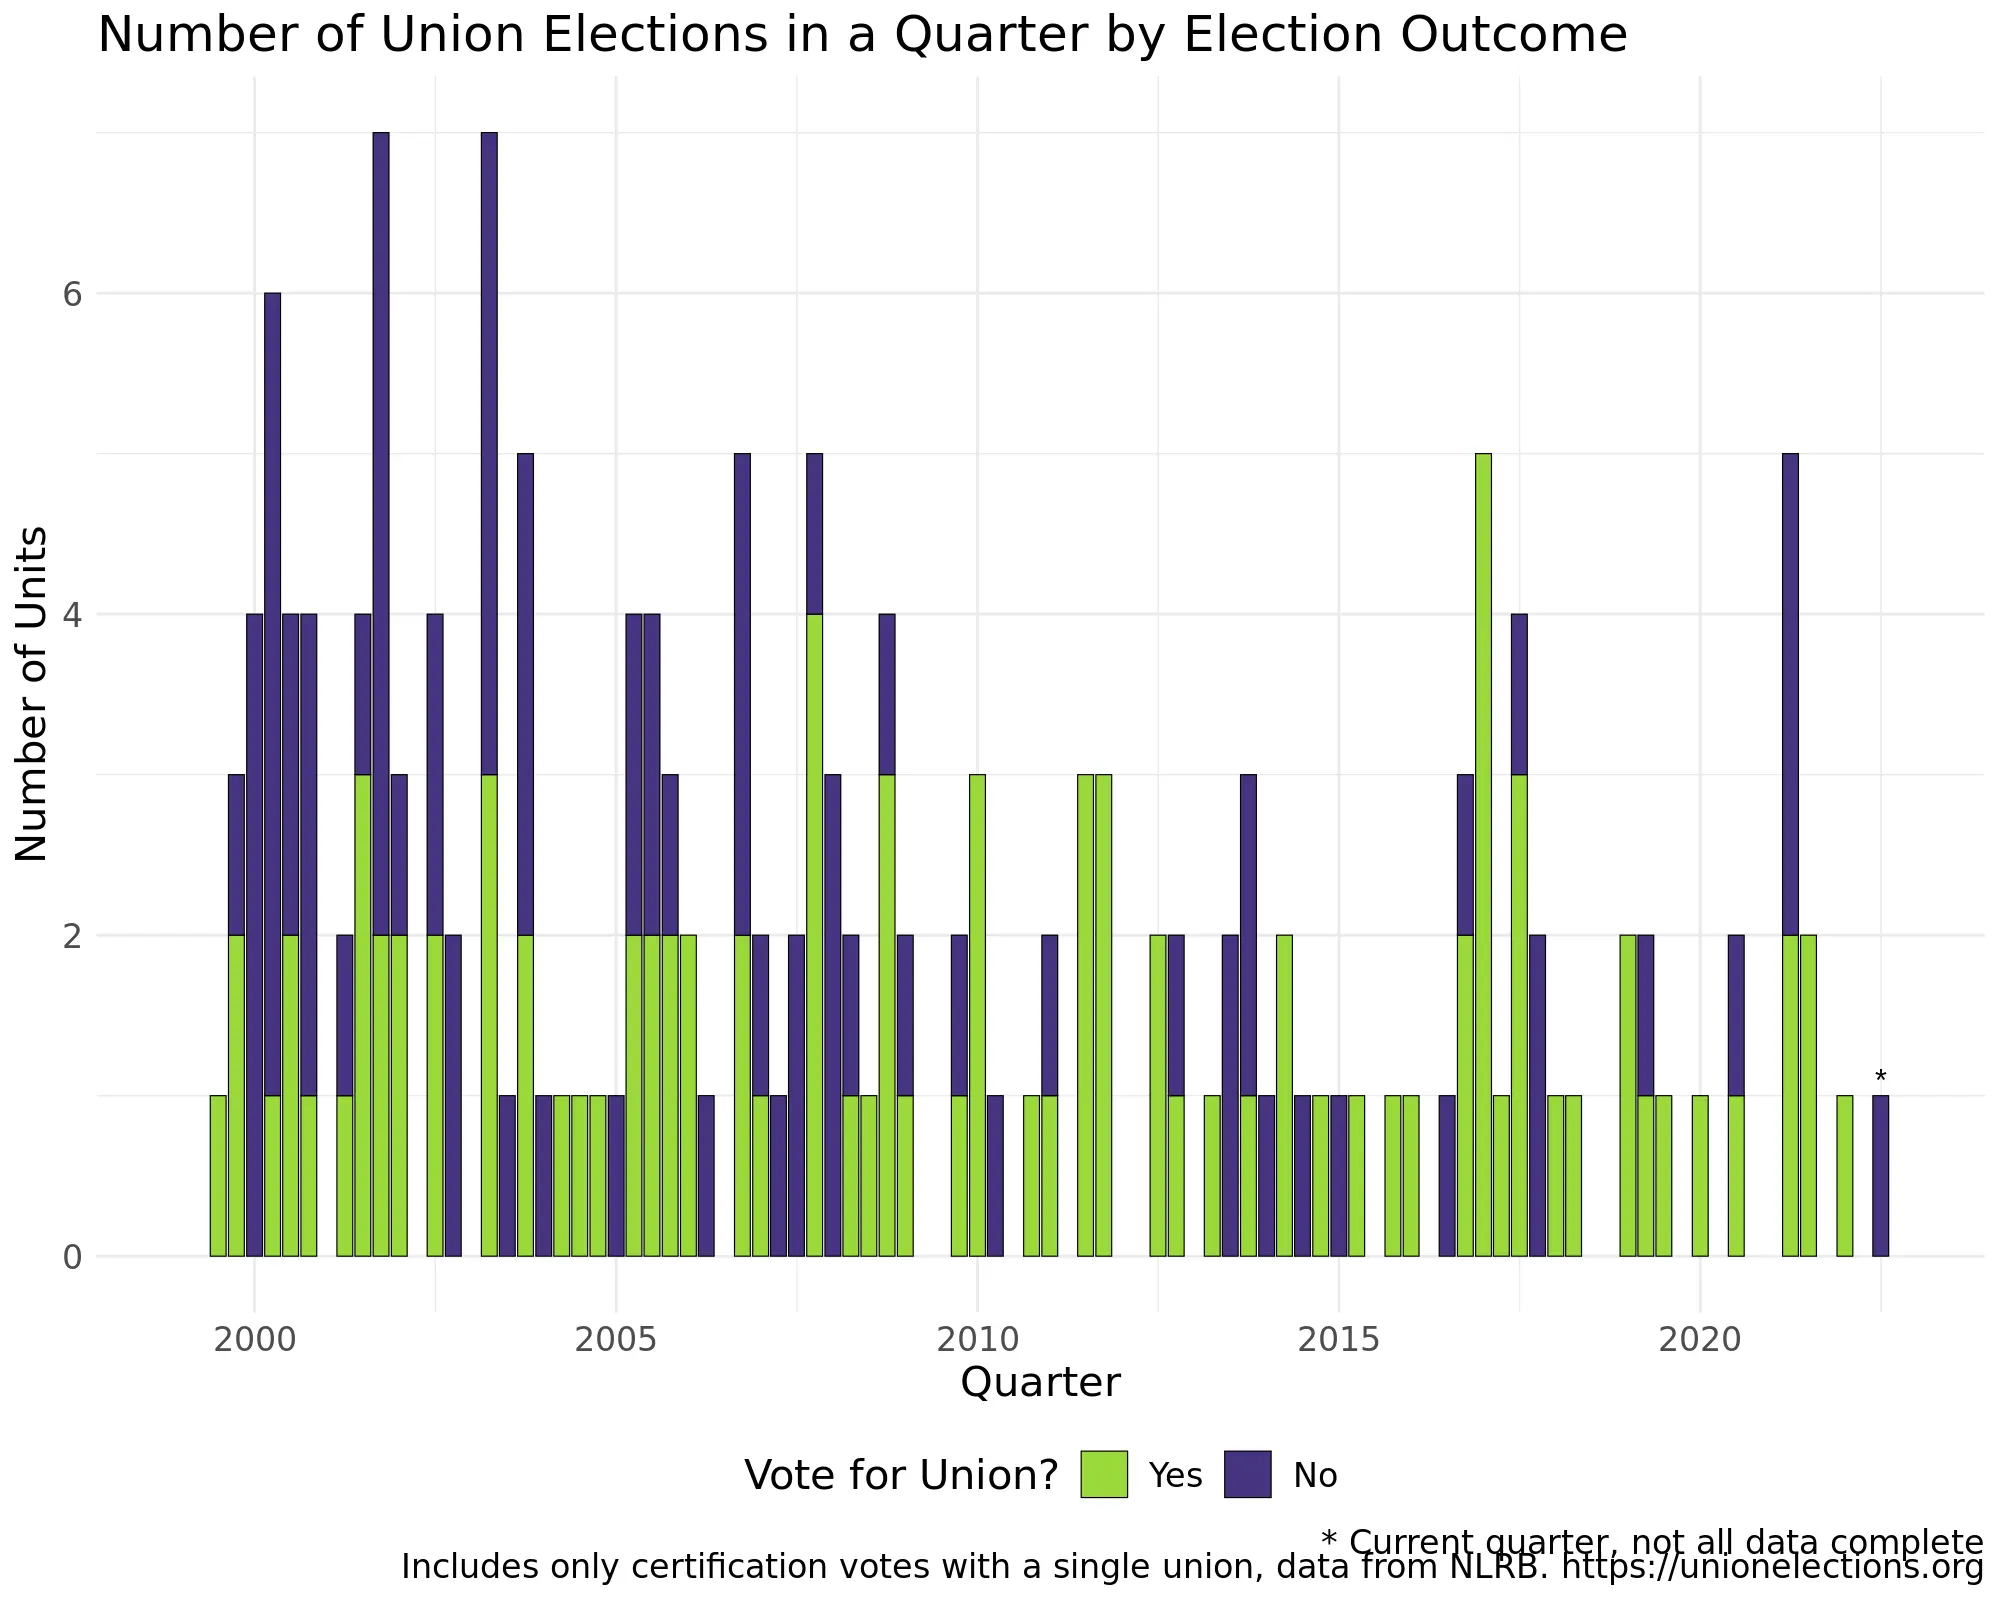 Number of Union Elections in a Quarter by Election Outcome
Number of Units
6
4
2
0
*
2000 2005 2010 2015 2020
Quarter
Vote for Union? Yes No
* Current quarter, not all data complete
Includes only certification votes with a single union, data from NLRB. https://unionelections.org